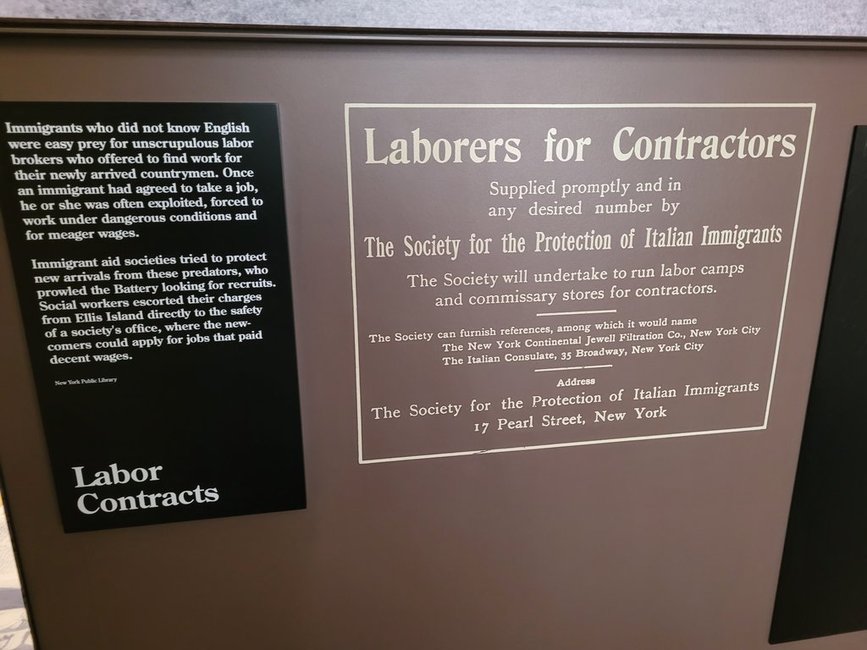 Immigrants who did not know English
were easy prey for unscrupulous labor
brokers who offered to find work for
their newly arrived countrymen. Once
an immigrant had agreed to take a job,
he or she was often exploited, forced to
work under dangerous conditions and
for meager wages.
Immigrant aid societies tried to protect
new arrivals from these predators, who
prowled the Battery looking for recruits.
Social workers escorted their charges
from Ellis Island directly to the safety
of a society's office, where the new-
comers could apply for jobs that paid
decent wages.
New York Public Library
Labor
Contracts
Laborers for Contractors
Supplied promptly and in
any desired number by
The Society for the Protection of Italian Immigrants
The Society will undertake to run labor camps
and commissary stores for contractors.
The Society can furnish references, among which it would name
The New York Continental Jewell Filtration Co., New York City
The Italian Consulate, 35 Broadway, New York City
Address
The Society for the Protection of Italian Immigrants
17 Pearl Street, New York